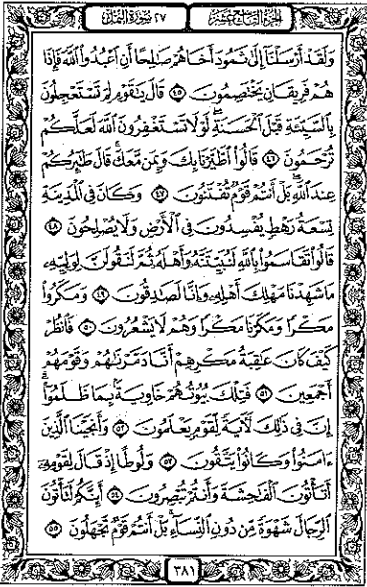 الجزء التاسع عشر ٢٧ سورة النمل
وَلَقَدْ أَرْسَلْنَآ إِلَىٰ ثَمُودَ أَخَاهُمْ صَٰلِحًا أَنِ ٱعْبُدُوا۟ ٱللَّهَ فَإِذَا
هُمْ فَرِيقَانِ يَخْتَصِمُونَ ٤٥ قَالَ يَٰقَوْمِ لِمَ تَسْتَعْجِلُونَ
بِٱلسَّيِّئَةِ قَبْلَ ٱلْحَسَنَةِ لَوْلَا تَسْتَغْفِرُونَ ٱللَّهَ لَعَلَّكُمْ
تُرْحَمُونَ ٤٦ قَالُوا۟ ٱطَّيَّرْنَا بِكَ وَبِمَن مَّعَكَ قَالَ طَٰٓئِرُكُمْ
عِندَ ٱللَّهِ بَلْ أَنتُمْ قَوْمٌ تُفْتَنُونَ ٤٧ وَكَانَ فِى ٱلْمَدِينَةِ
تِسْعَةُ رَهْطٍ يُفْسِدُونَ فِى ٱلْأَرْضِ وَلَا يُصْلِحُونَ ٤٨
قَالُوا۟ تَقَاسَمُوا۟ بِٱللَّهِ لَنُبَيِّتَنَّهُۥ وَأَهْلَهُۥ ثُمَّ لَنَقُولَنَّ لِوَلِيِّهِۦ
مَا شَهِدْنَا مَهْلِكَ أَهْلِهِۦ وَإِنَّا لَصَٰدِقُونَ ٤٩ وَمَكَرُوا۟
مَكْرًا وَمَكَرْنَا مَكْرًا وَهُمْ لَا يَشْعُرُونَ ٥٠ فَٱنظُرْ
كَيْفَ كَانَ عَٰقِبَةُ مَكْرِهِمْ أَنَّا دَمَّرْنَٰهُمْ وَقَوْمَهُمْ
أَجْمَعِينَ ٥١ فَتِلْكَ بُيُوتُهُمْ خَاوِيَةًۢ بِمَا ظَلَمُوٓا۟
إِنَّ فِى ذَٰلِكَ لَءَايَةً لِّقَوْمٍ يَعْلَمُونَ ٥٢ وَأَنجَيْنَا ٱلَّذِينَ
ءَامَنُوا۟ وَكَانُوا۟ يَتَّقُونَ ٥٣ وَلُوطًا إِذْ قَالَ لِقَوْمِهِۦٓ
أَتَأْتُونَ ٱلْفَٰحِشَةَ وَأَنتُمْ تُبْصِرُونَ ٥٤ أَئِنَّكُمْ لَتَأْتُونَ
ٱلرِّجَالَ شَهْوَةً مِّن دُونِ ٱلنِّسَآءِ بَلْ أَنتُمْ قَوْمٌ تَجْهَلُونَ ٥٥
٣٨١